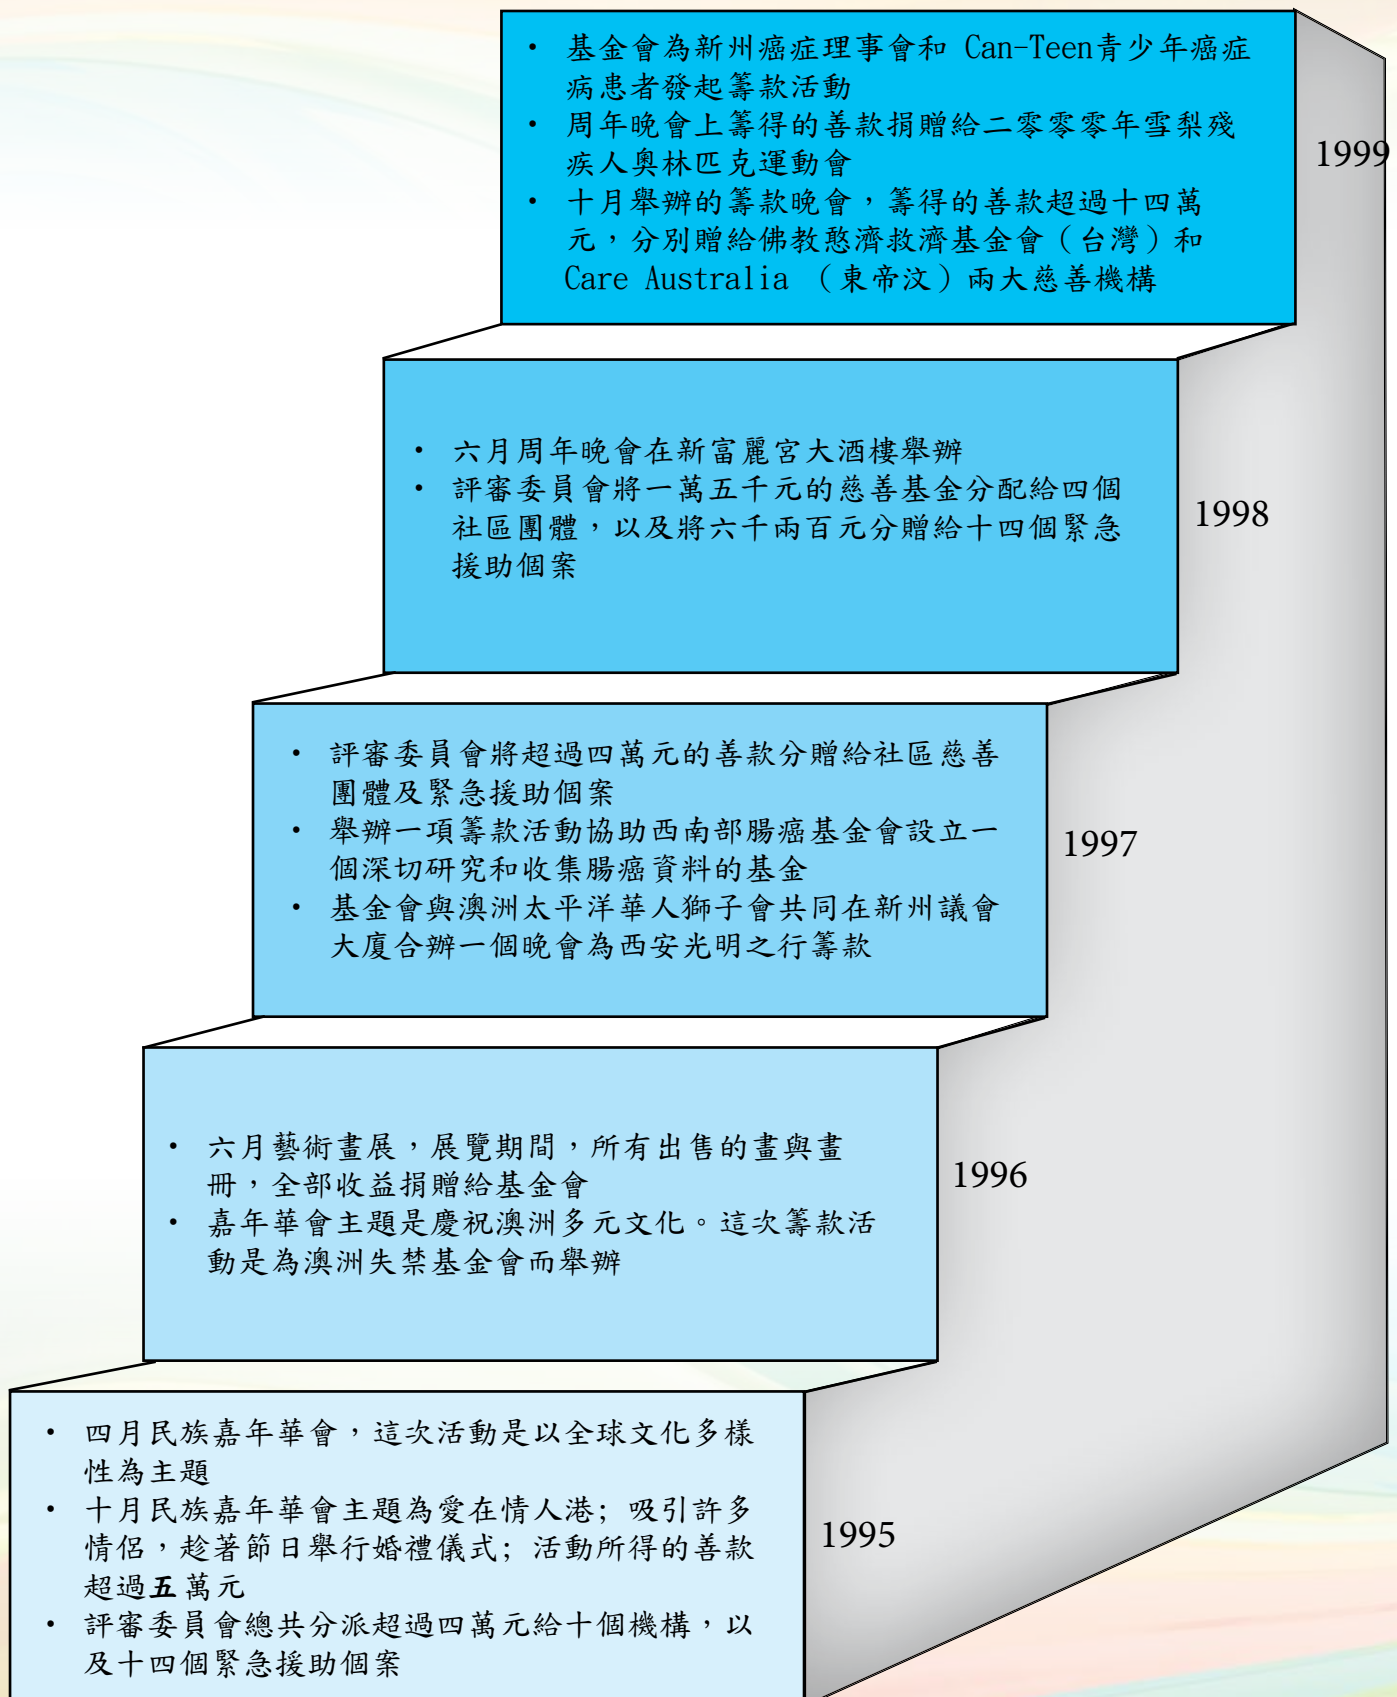 • 基金會為新州癌症理事會和 Can-Teen青少年癌症
病患者發起籌款活動
• 周年晚會上籌得的善款捐贈給二零零零年雪梨殘
疾人奧林匹克運動會
• 十月舉辦的籌款晚會，籌得的善款超過十四萬
元，分別贈給佛教憨濟救濟基金會（台灣）和
Care Australia （東帝汶）兩大慈善機構
1999
• 六月周年晚會在新富麗宮大酒樓舉辦
• 評審委員會將一萬五千元的慈善基金分配給四個
社區團體，以及將六千兩百元分贈給十四個緊急
援助個案
1998
• 評審委員會將超過四萬元的善款分贈給社區慈善
團體及緊急援助個案
• 舉辦一項籌款活動協助西南部腸癌基金會設立一
個深切研究和收集腸癌資料的基金
• 基金會與澳洲太平洋華人獅子會共同在新州議會
大廈合辦一個晚會為西安光明之行籌款
1997
• 六月藝術畫展，展覽期間，所有出售的畫與畫
冊，全部收益捐贈給基金會
• 嘉年華會主題是慶祝澳洲多元文化。這次籌款活
動是為澳洲失禁基金會而舉辦
1996
• 四月民族嘉年華會，這次活動是以全球文化多樣
性為主題
• 十月民族嘉年華會主題為愛在情人港; 吸引許多
情侶，趁著節日舉行婚禮儀式; 活動所得的善款
超過五萬元
• 評審委員會總共分派超過四萬元給十個機構，以
及十四個緊急援助個案
1995